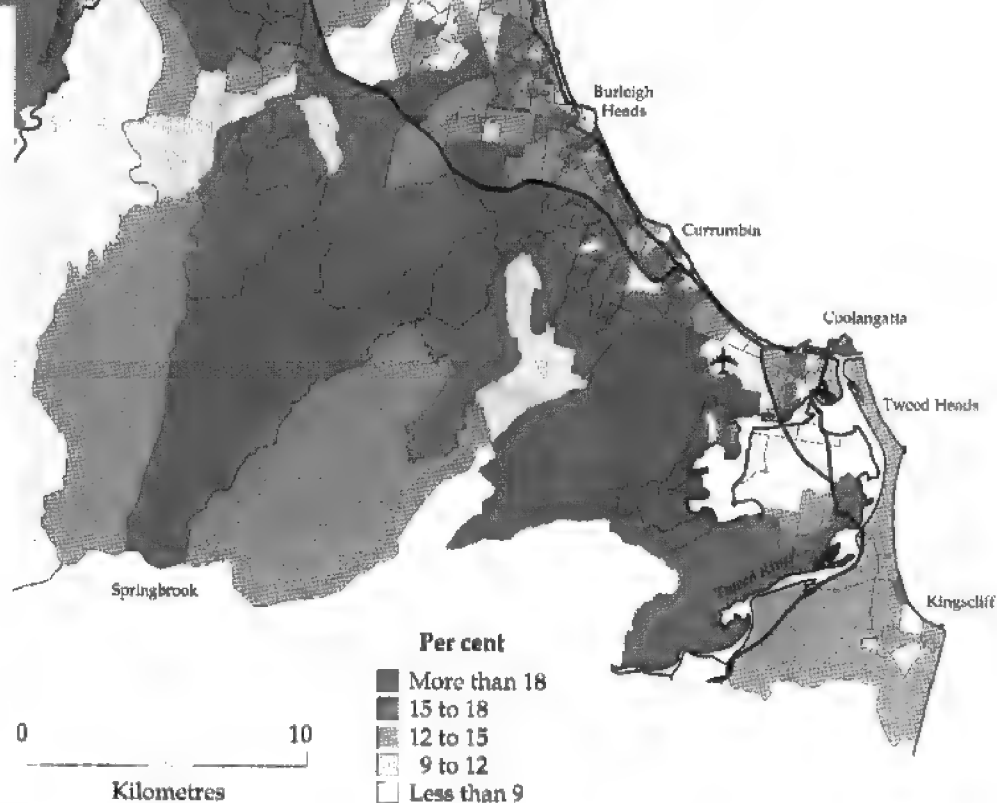 Burleigh
Heads
Currumbin
Coolangatta
Tweed Heads
Tweed River
Springbrook
Kingscliff
Per cent
More than 18
15 to 18
12 to 15
9 to 12
Less than 9
0 10
Kilometres